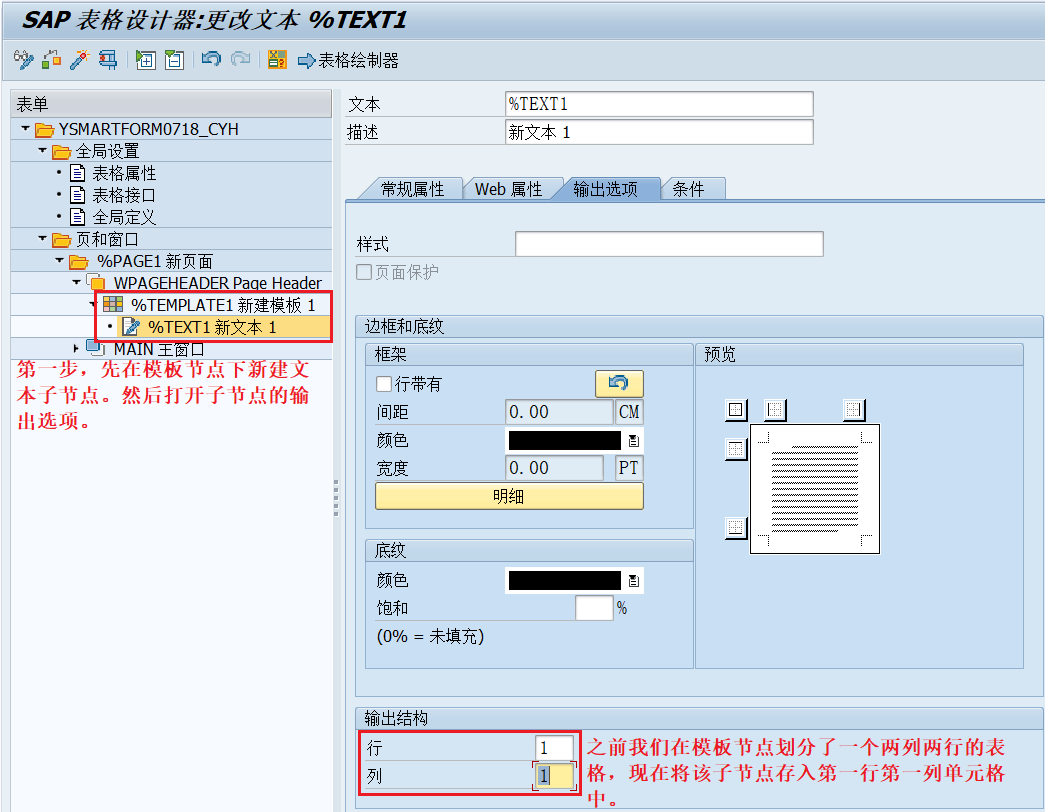 SAP 表格设计器:更改文本 %TEXT1
表格绘制器
表单
YSMARTFORM0718_CYH
全局设置
表格属性
表格接口
全局定义
页和窗口
%PAGE1 新页面
WPAGEHEADER Page Header
%TEMPLATE1 新建模板 1
%TEXT1 新文本 1
MAIN 主窗口
第一步，先在模板节点下新建文
本子节点。然后打开子节点的输
出选项。
文本 %TEXT1
描述 新文本 1
常规属性 Web 属性 输出选项 条件
样式
页面保护
边框和底纹
框架
行带有
间距 0.00 CM
颜色
宽度 0.00 PT
明细
预览
底纹
颜色
饱和 %
(0% = 未填充)
输出结构
行 1
列 1
之前我们在模板节点划分了一个两列两行的表
格，现在将该子节点存入第一行第一列单元格
中。